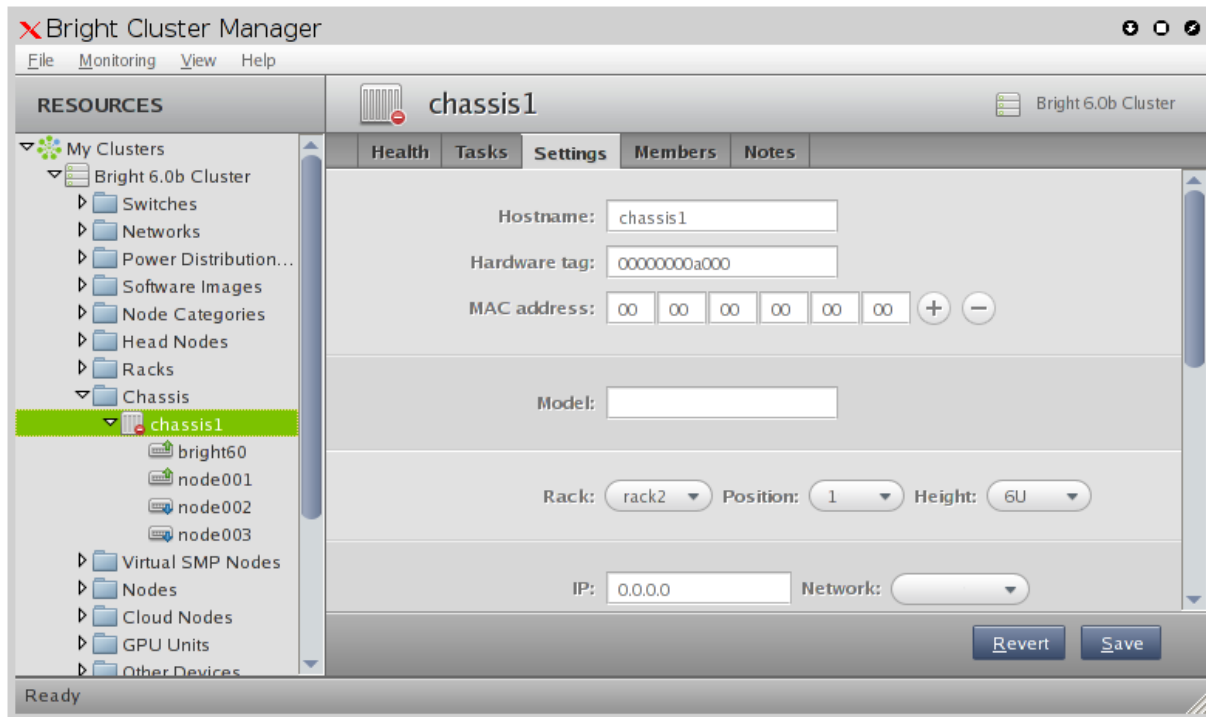 Bright Cluster Manager
File Monitoring View Help
RESOURCES
My Clusters
Bright 6.0b Cluster
Switches
Networks
Power Distribution...
Software Images
Node Categories
Head Nodes
Racks
Chassis
chassis1
bright60
node001
node002
node003
Virtual SMP Nodes
Nodes
Cloud Nodes
GPU Units
Other Devices
chassis1
Bright 6.0b Cluster
Health Tasks Settings Members Notes
Hostname: chassis1
Hardware tag: 00000000a000
MAC address: 00 00 00 00 00 00
Model:
Rack: rack2 Position: 1 Height: 6U
IP: 0.0.0.0 Network:
Revert Save
Ready